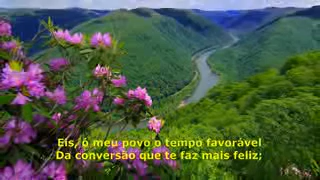 Eis, ó meu povo o tempo favorável
Da conversão que te faz mais feliz;